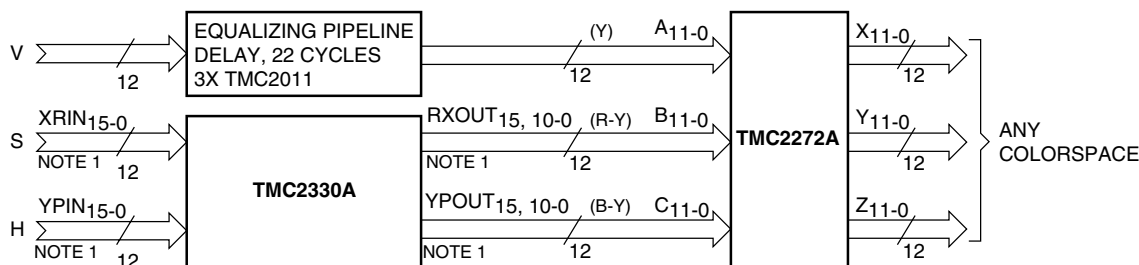 V
12
EQUALIZING PIPELINE
DELAY, 22 CYCLES
3X TMC2011
(Y)
12
A11-0
X11-0
12
S
XRIN15-0
NOTE 1
12
TMC2330A
RXOUT15, 10-0
(R-Y)
NOTE 1
12
B11-0
TMC2272A
Y11-0
12
ANY
COLORSPACE
H
YPIN15-0
NOTE 1
12
YPOUT15, 10-0
(B-Y)
NOTE 1
12
C11-0
Z11-0
12